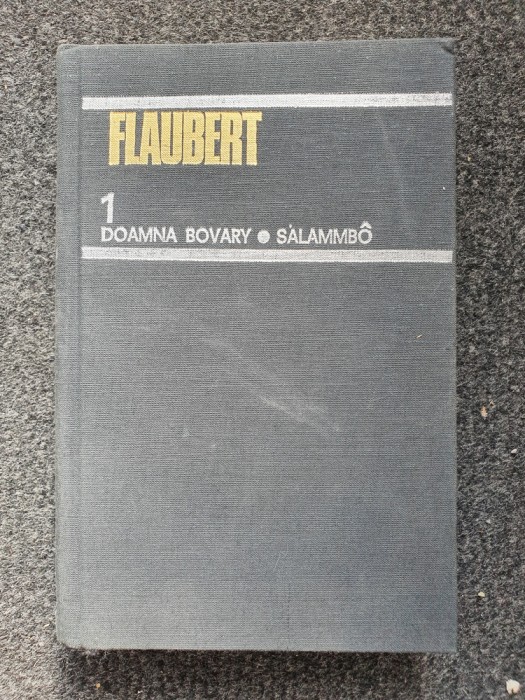 FLAUBERT
1
DOAMNA BOVARY ● SALAMMBÔ